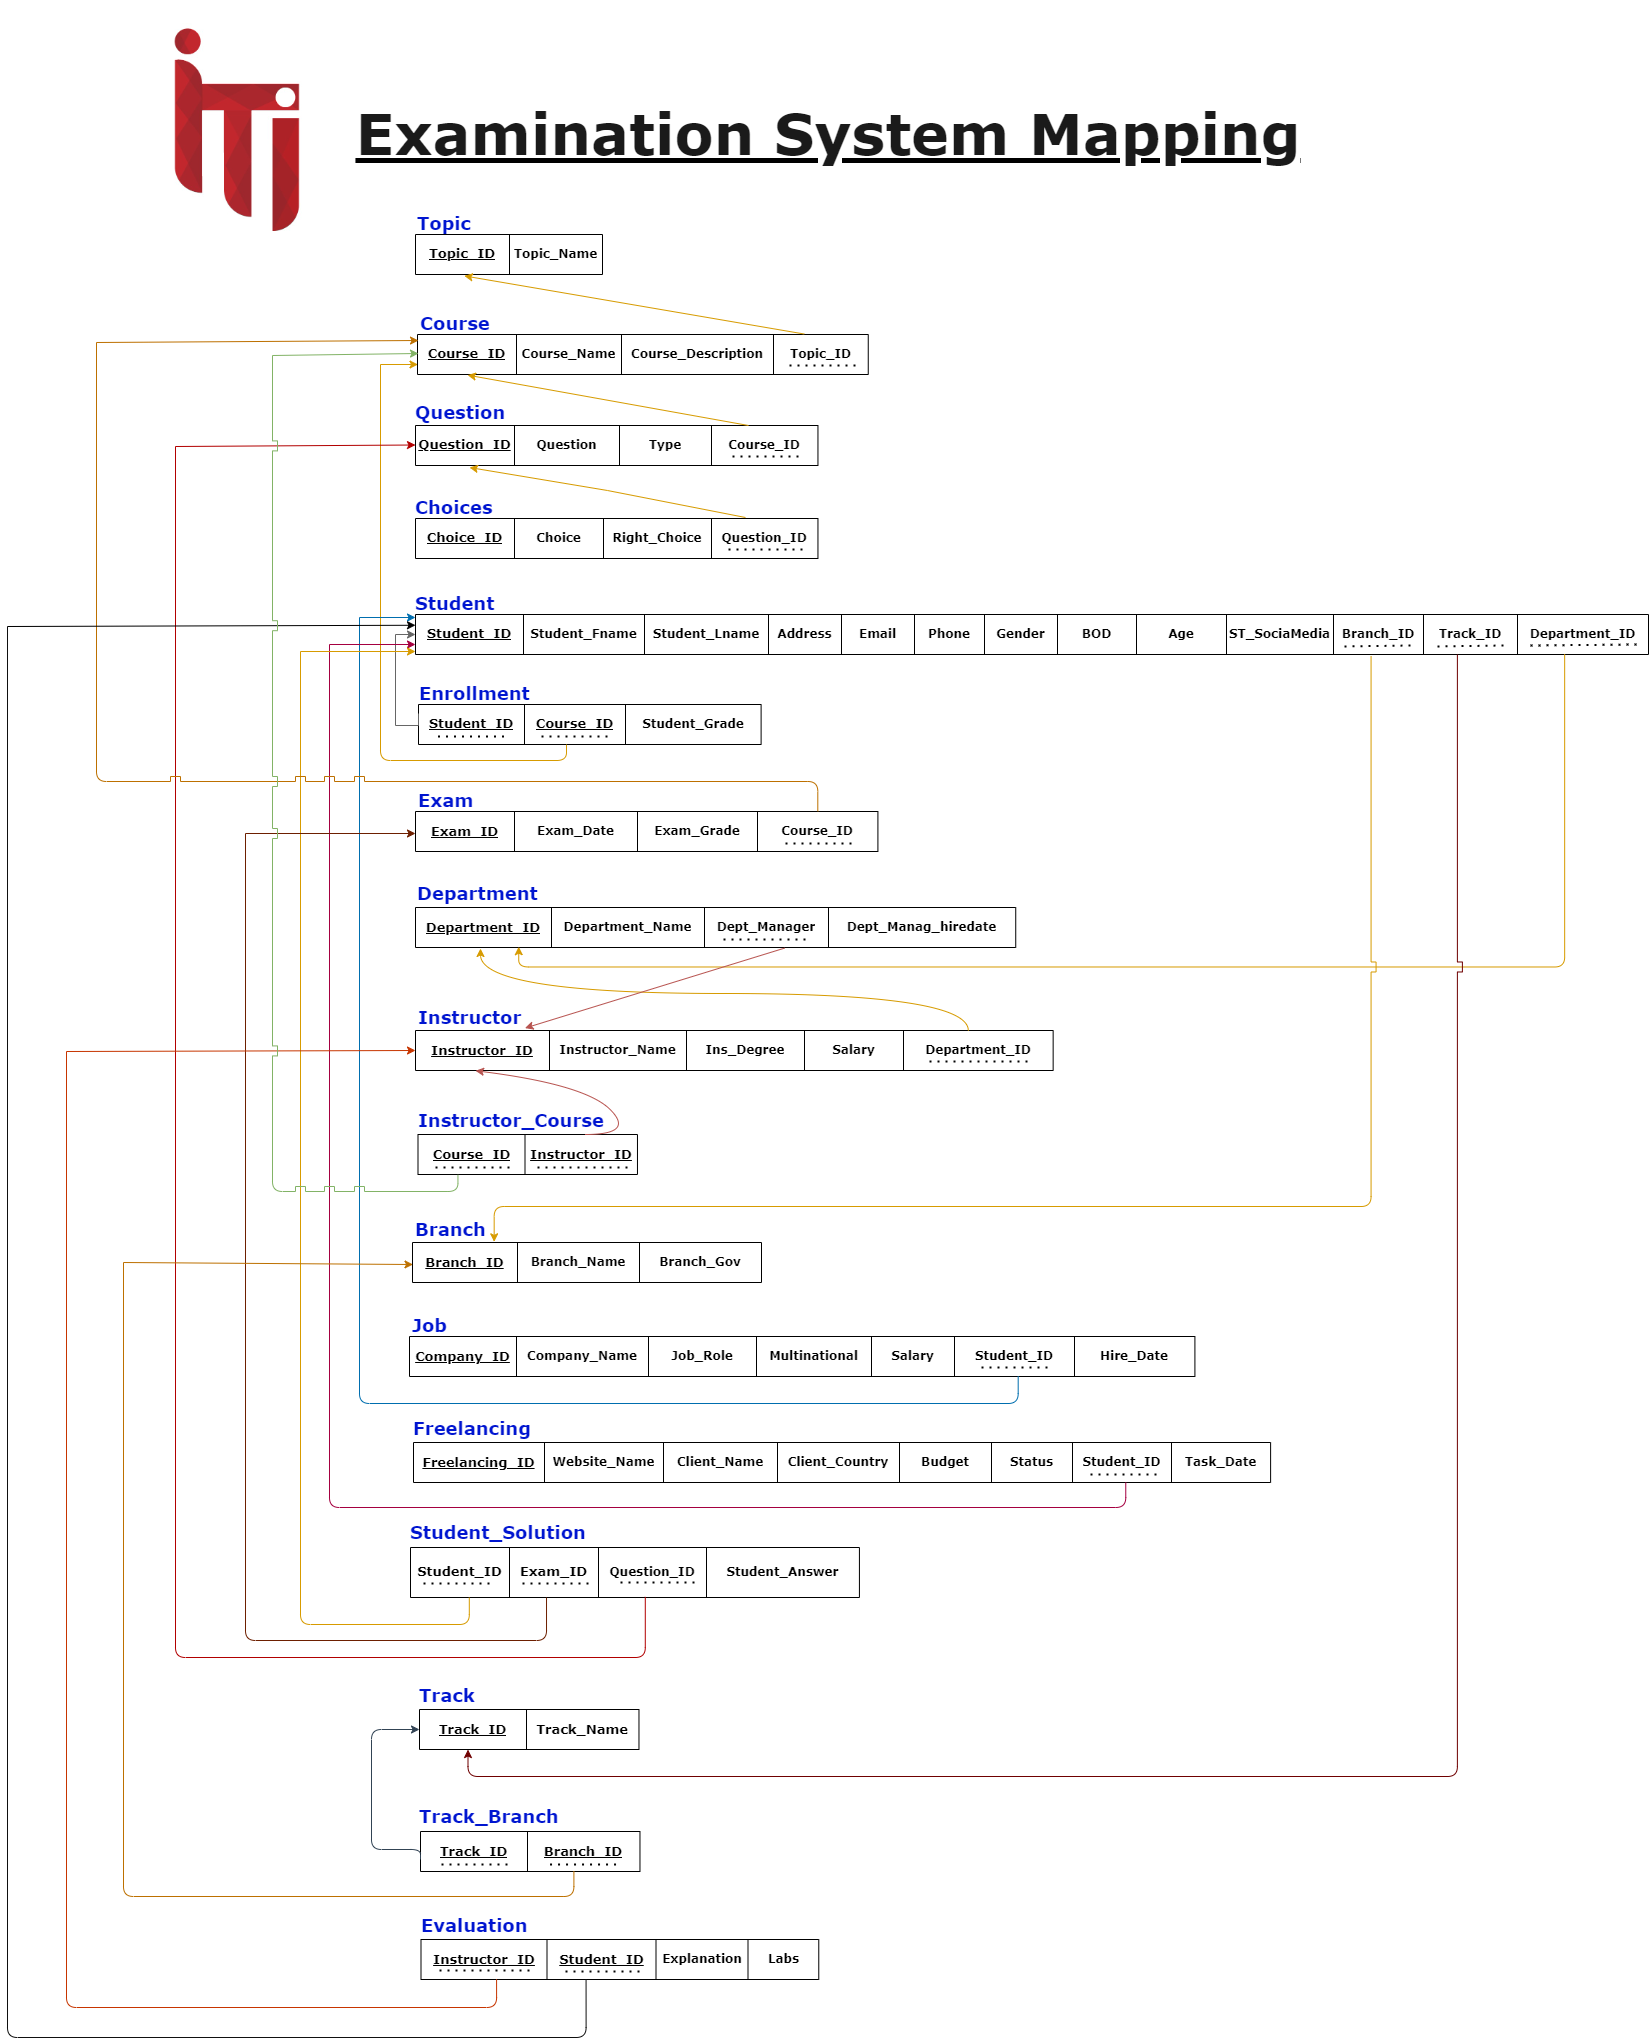 iTi
Examination System Mapping
Topic
Topic_ID Topic_Name
Course
Course_ID Course_Name Course_Description Topic_ID
Question
Question_ID Question Type Course_ID
Choices
Choice_ID Choice Right_Choice Question_ID
Student
Student_ID Student_Fname Student_Lname Address Email Phone Gender BOD Age ST_SociaMedia Branch_ID Track_ID Department_ID
Enrollment
Student_ID Course_ID Student_Grade
Exam
Exam_ID Exam_Date Exam_Grade Course_ID
Department
Department_ID Department_Name Dept_Manager Dept_Manag_hiredate
Instructor
Instructor_ID Instructor_Name Ins_Degree Salary Department_ID
Instructor_Course
Course_ID Instructor_ID
Branch
Branch_ID Branch_Name Branch_Gov
Job
Company_ID Company_Name Job_Role Multinational Salary Student_ID Hire_Date
Freelancing
Freelancing_ID Website_Name Client_Name Client_Country Budget Status Student_ID Task_Date
Student_Solution
Student_ID Exam_ID Question_ID Student_Answer
Track
Track_ID Track_Name
Track_Branch
Track_ID Branch_ID
Evaluation
Instructor_ID Student_ID Explanation Labs